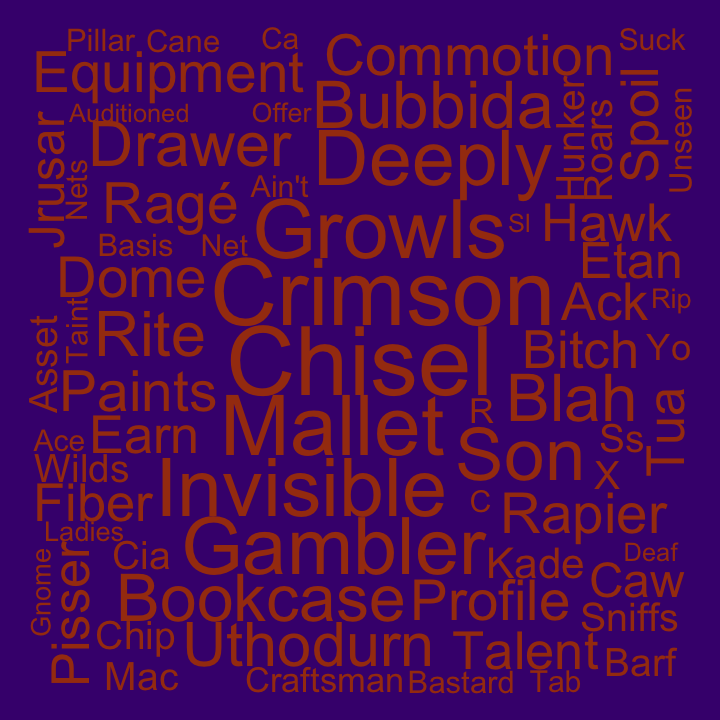 Pillar Cane Ca Commotion Suck
Equipment Bubbida
Auditioned Offer
Hunker Roars Spoil Unseen
Jrusar Nets Drawer Deeply
Ain't
Ragé Growls Sl Hawk
Basis Net Etan
Dome Crimson Ack Rip
Taint Asset
Rite Chisel Bitch Yo
Paints Mallet R Blah Tua
Ace Earn Son Ss
Wilds Invisible X
Fiber C Rapier
Ladies Gambler Kade Deaf
Gnome Pisser Cia Caw
Bookcase Profile Sniffs
Chip Uthodurn Talent Barf
Mac Craftsman Bastard Tab